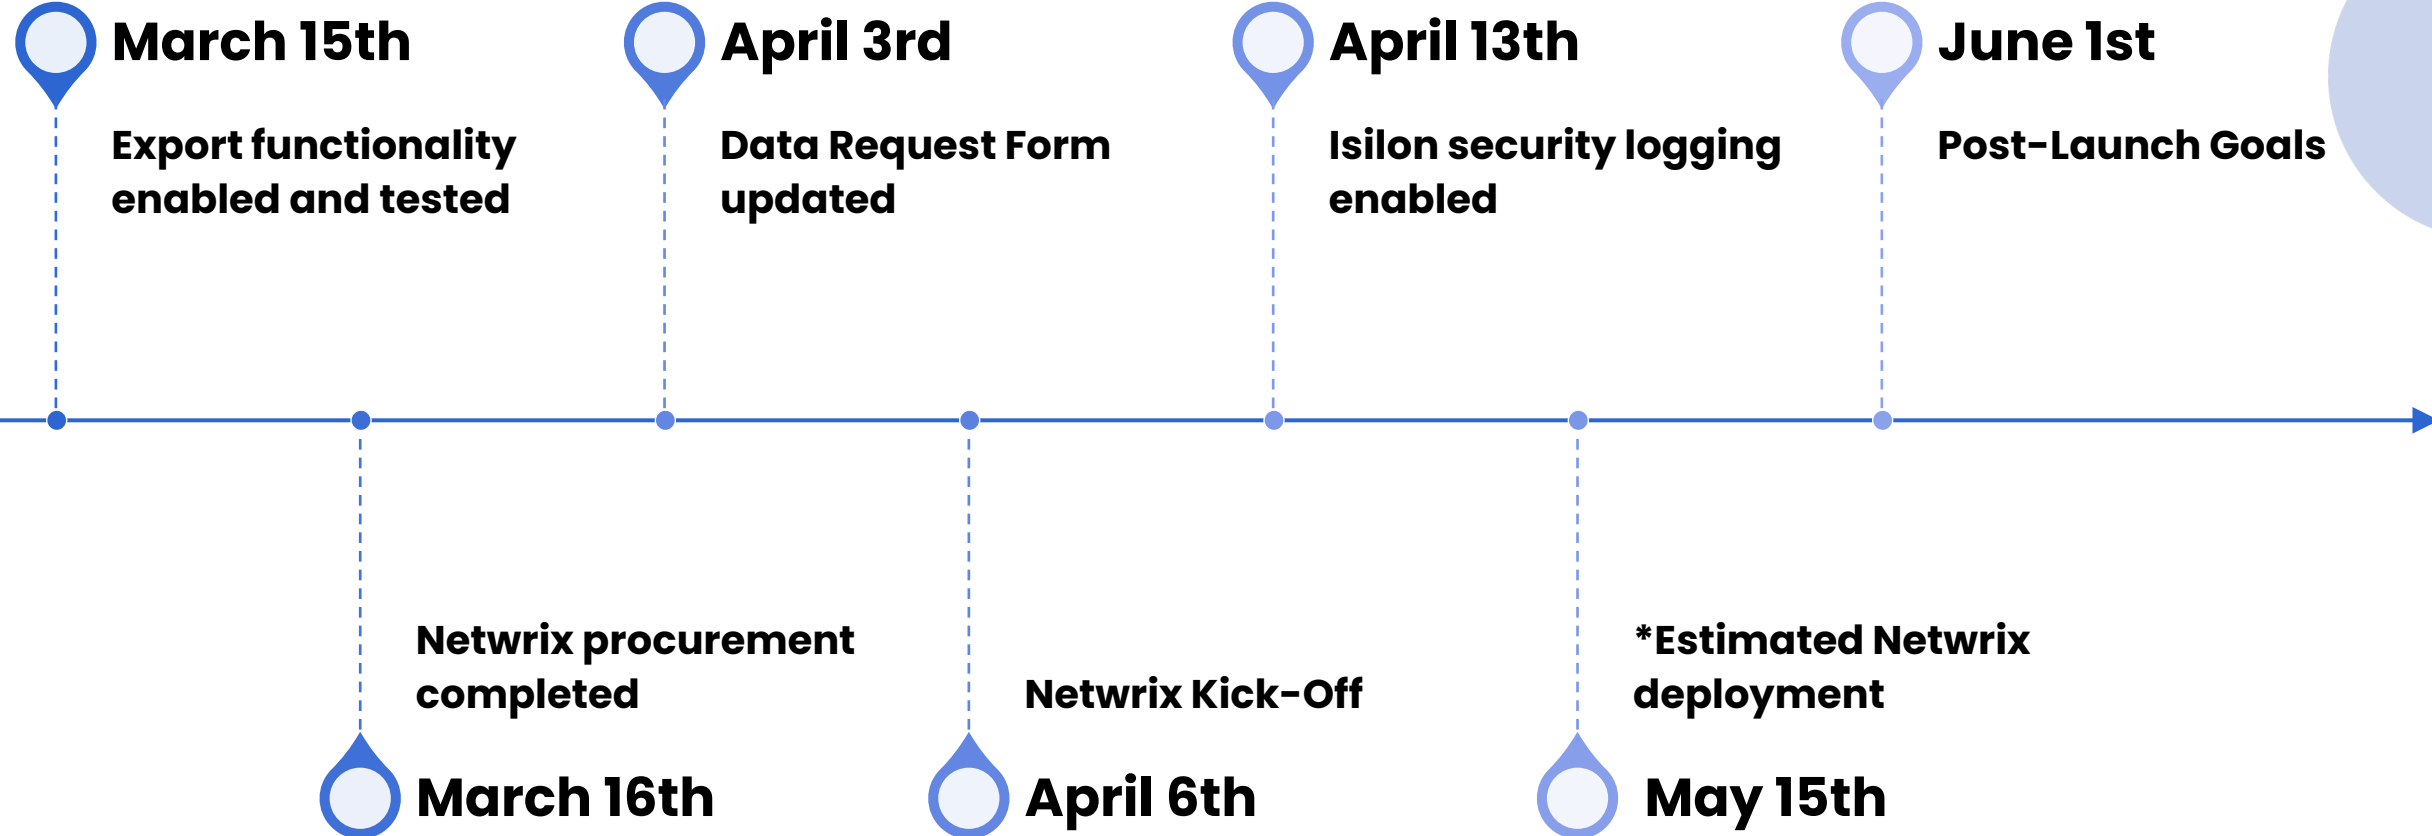 March 15th
Export functionality
enabled and tested
April 3rd
Data Request Form
updated
April 13th
Isilon security logging
enabled
June 1st
Post-Launch Goals
Netwrix procurement
completed
March 16th
Netwrix Kick-Off
April 6th
*Estimated Netwrix
deployment
May 15th